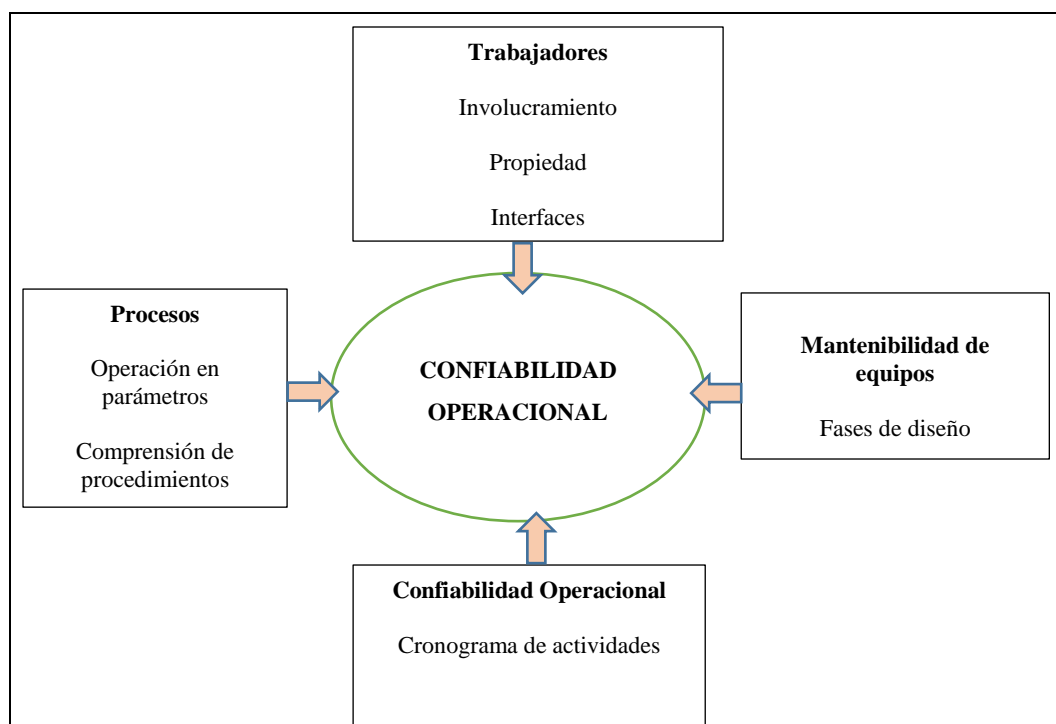 Trabajadores
Involucramiento
Propiedad
Interfaces
Procesos
Operación en
parámetros
Comprensión de
procedimientos
CONFIABILIDAD
OPERACIONAL
Mantenibilidad de
equipos
Fases de diseño
Confiabilidad Operacional
Cronograma de actividades